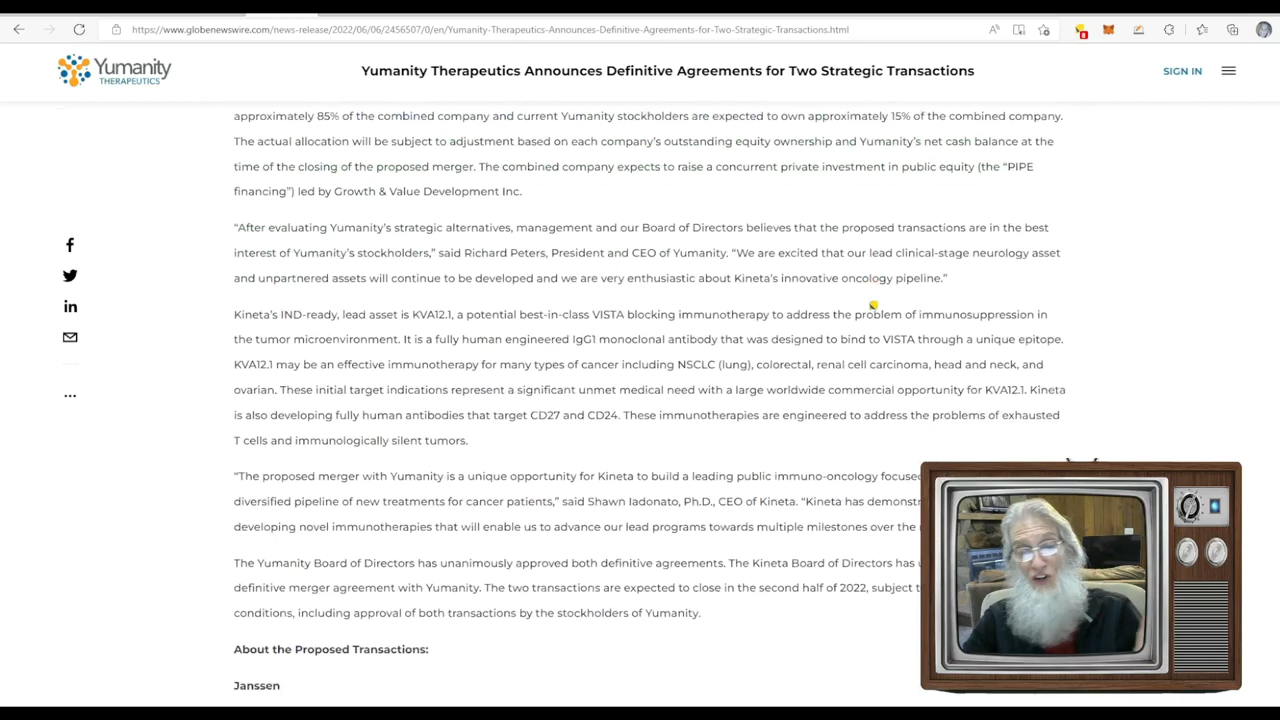 https://www.globenewswire.com/news-release/2022/06/06/2456507/0/en/Yumanity-Therapeutics-Announces-Definitive-Agreements-for-Two-Strategic-Transactions.html
8
Yumanity
THERAPEUTICS
Yumanity Therapeutics Announces Definitive Agreements for Two Strategic Transactions
SIGN IN
approximately 85% of the combined company and current Yumanity stockholders are expected to own approximately 15% of the combined company.
The actual allocation will be subject to adjustment based on each company’s outstanding equity ownership and Yumanity’s net cash balance at the
time of the closing of the proposed merger. The combined company expects to raise a concurrent private investment in public equity (the “PIPE
financing”) led by Growth & Value Development Inc.
“After evaluating Yumanity’s strategic alternatives, management and our Board of Directors believes that the proposed transactions are in the best
interest of Yumanity’s stockholders,” said Richard Peters, President and CEO of Yumanity. “We are excited that our lead clinical-stage neurology asset
and unpartnered assets will continue to be developed and we are very enthusiastic about Kineta’s innovative oncology pipeline.”
Kineta’s IND-ready, lead asset is KVA12.1, a potential best-in-class VISTA blocking immunotherapy to address the problem of immunosuppression in
the tumor microenvironment. It is a fully human engineered IgG1 monoclonal antibody that was designed to bind to VISTA through a unique epitope.
KVA12.1 may be an effective immunotherapy for many types of cancer including NSCLC (lung), colorectal, renal cell carcinoma, head and neck, and
ovarian. These initial target indications represent a significant unmet medical need with a large worldwide commercial opportunity for KVA12.1. Kineta
is also developing fully human antibodies that target CD27 and CD24. These immunotherapies are engineered to address the problems of exhausted
T cells and immunologically silent tumors.
“The proposed merger with Yumanity is a unique opportunity for Kineta to build a leading public immuno-oncology
diversified pipeline of new treatments for cancer patients,” said Shawn Iadonato, Ph.D., CEO of Kineta. “Kineta has
developing novel immunotherapies that will enable us to advance our lead programs towards multiple milestones over the
The Yumanity Board of Directors has unanimously approved both definitive agreements. The Kineta Board of Directors has
definitive merger agreement with Yumanity. The two transactions are expected to close in the second half of 2022, subject
conditions, including approval of both transactions by the stockholders of Yumanity.
About the Proposed Transactions:
Janssen